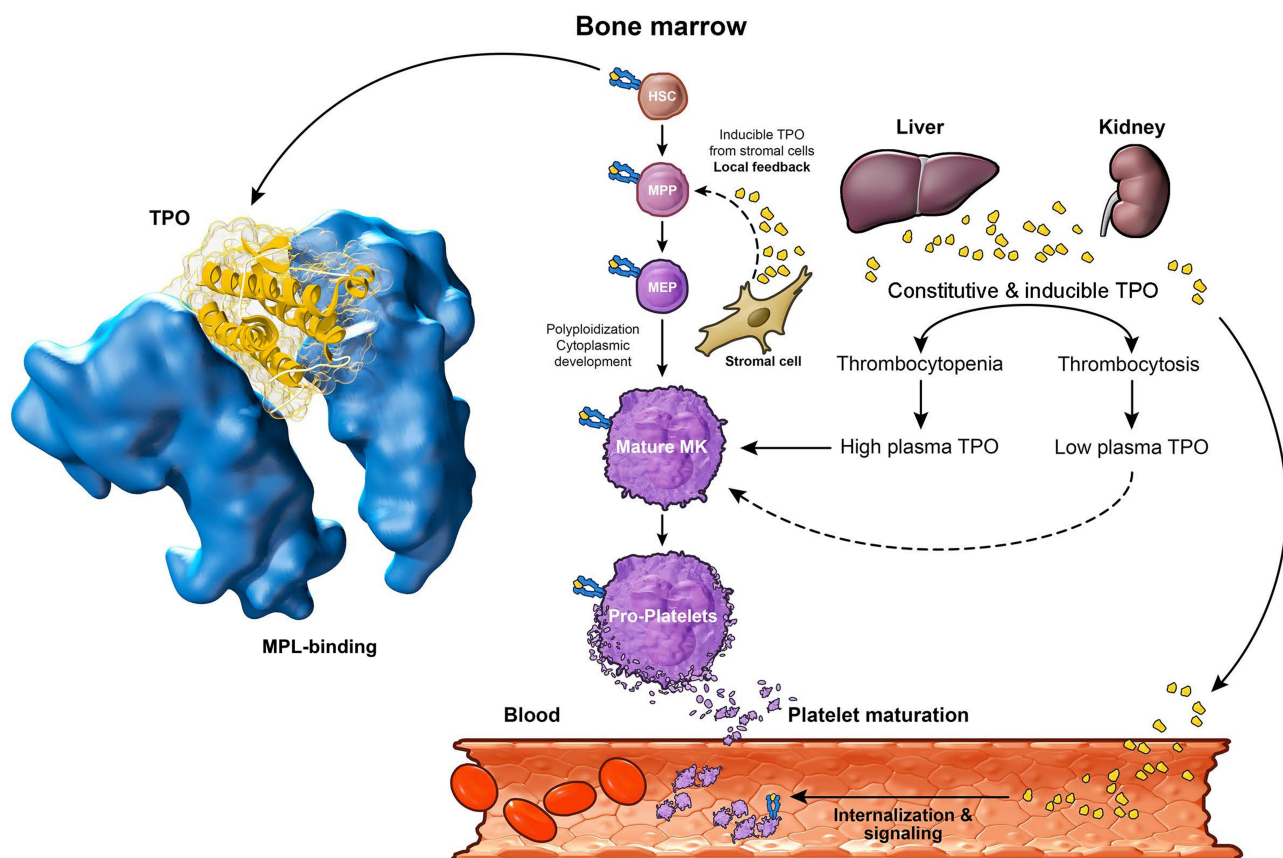 Bone marrow
HSC
Inducible TPO
from stromal cells
Local feedback
MPP
Liver
Kidney
TPO
MEP
Constitutive & inducible TPO
Polyploidization
Cytoplasmic
development
Stromal cell
Thrombocytopenia
Thrombocytosis
Mature MK
High plasma TPO
Low plasma TPO
Pro-Platelets
MPL-binding
Blood
Platelet maturation
Internalization &
signaling